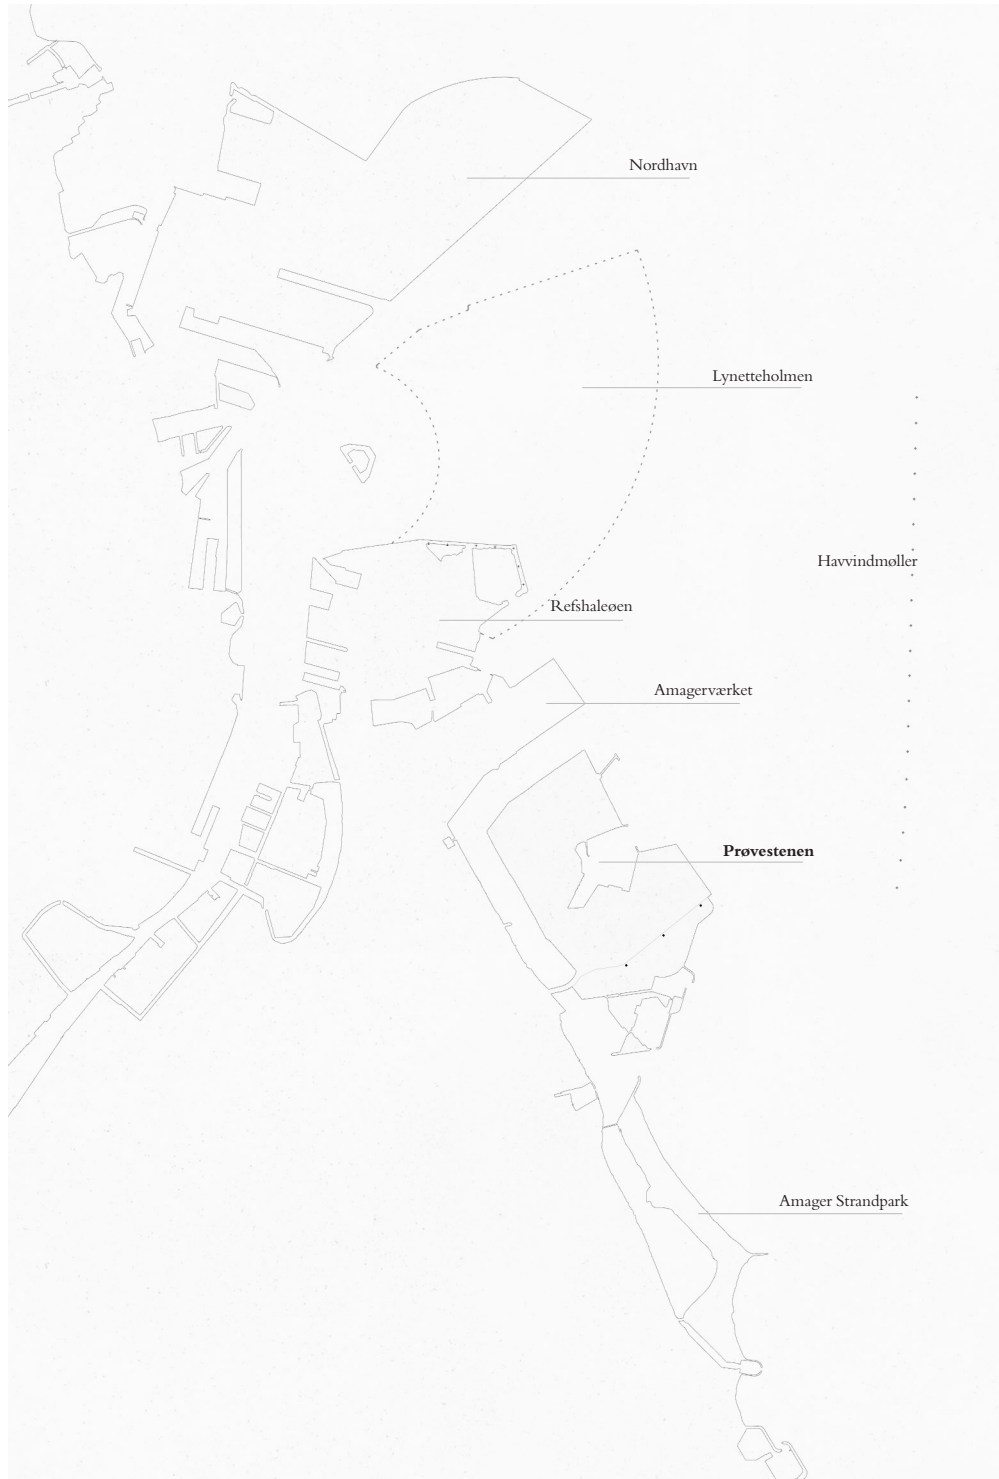 Nordhavn
Lynetteholmen
Havvindmøller
Refshaleøen
Amagerværket
Prøvestenen
Amager Strandpark